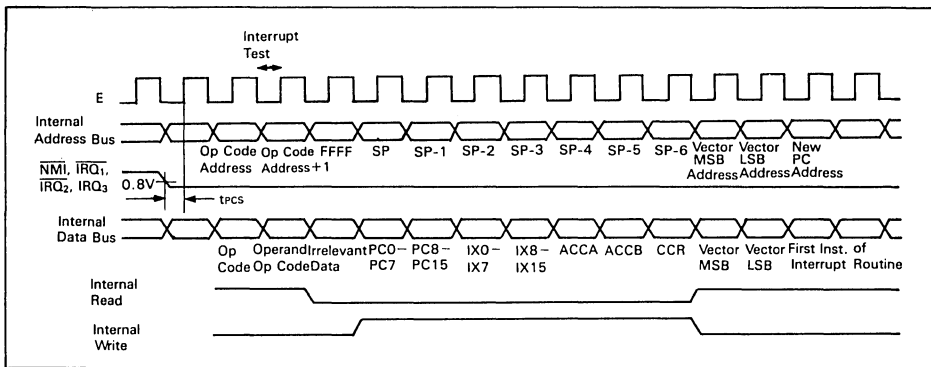 Interrupt
Test
E
Internal
Address Bus
Op Code
Address
Op Code
Address+1
FFFF
SP
SP-1
SP-2
SP-3
SP-4
SP-5
SP-6
Vector
MSB
Address
Vector
LSB
Address
New
PC
Address
NMI, IRQ1,
IRQ2, IRQ3
0.8V
tPCS
Internal
Data Bus
Op
Code
Operand
Op Code
Irrelevant
Data
PC0–
PC7
PC8–
PC15
IX0–
IX7
IX8–
IX15
ACCA
ACCB
CCR
Vector
MSB
Vector
LSB
First Inst. of
Interrupt Routine
Internal
Read
Internal
Write